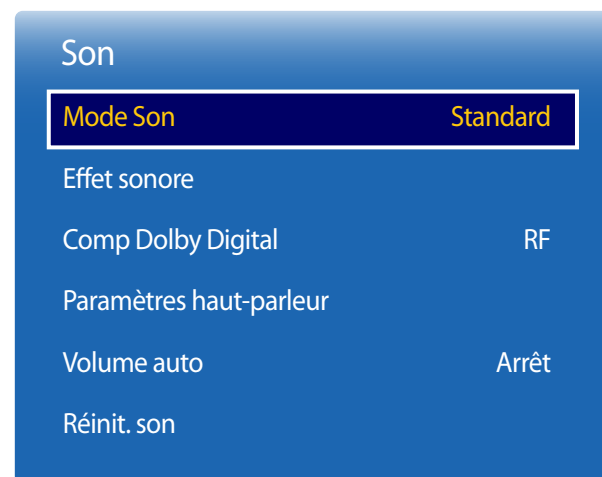 Son
Mode Son Standard
Effet sonore
Comp Dolby Digital RF
Paramètres haut-parleur
Volume auto Arrêt
Réinit. son